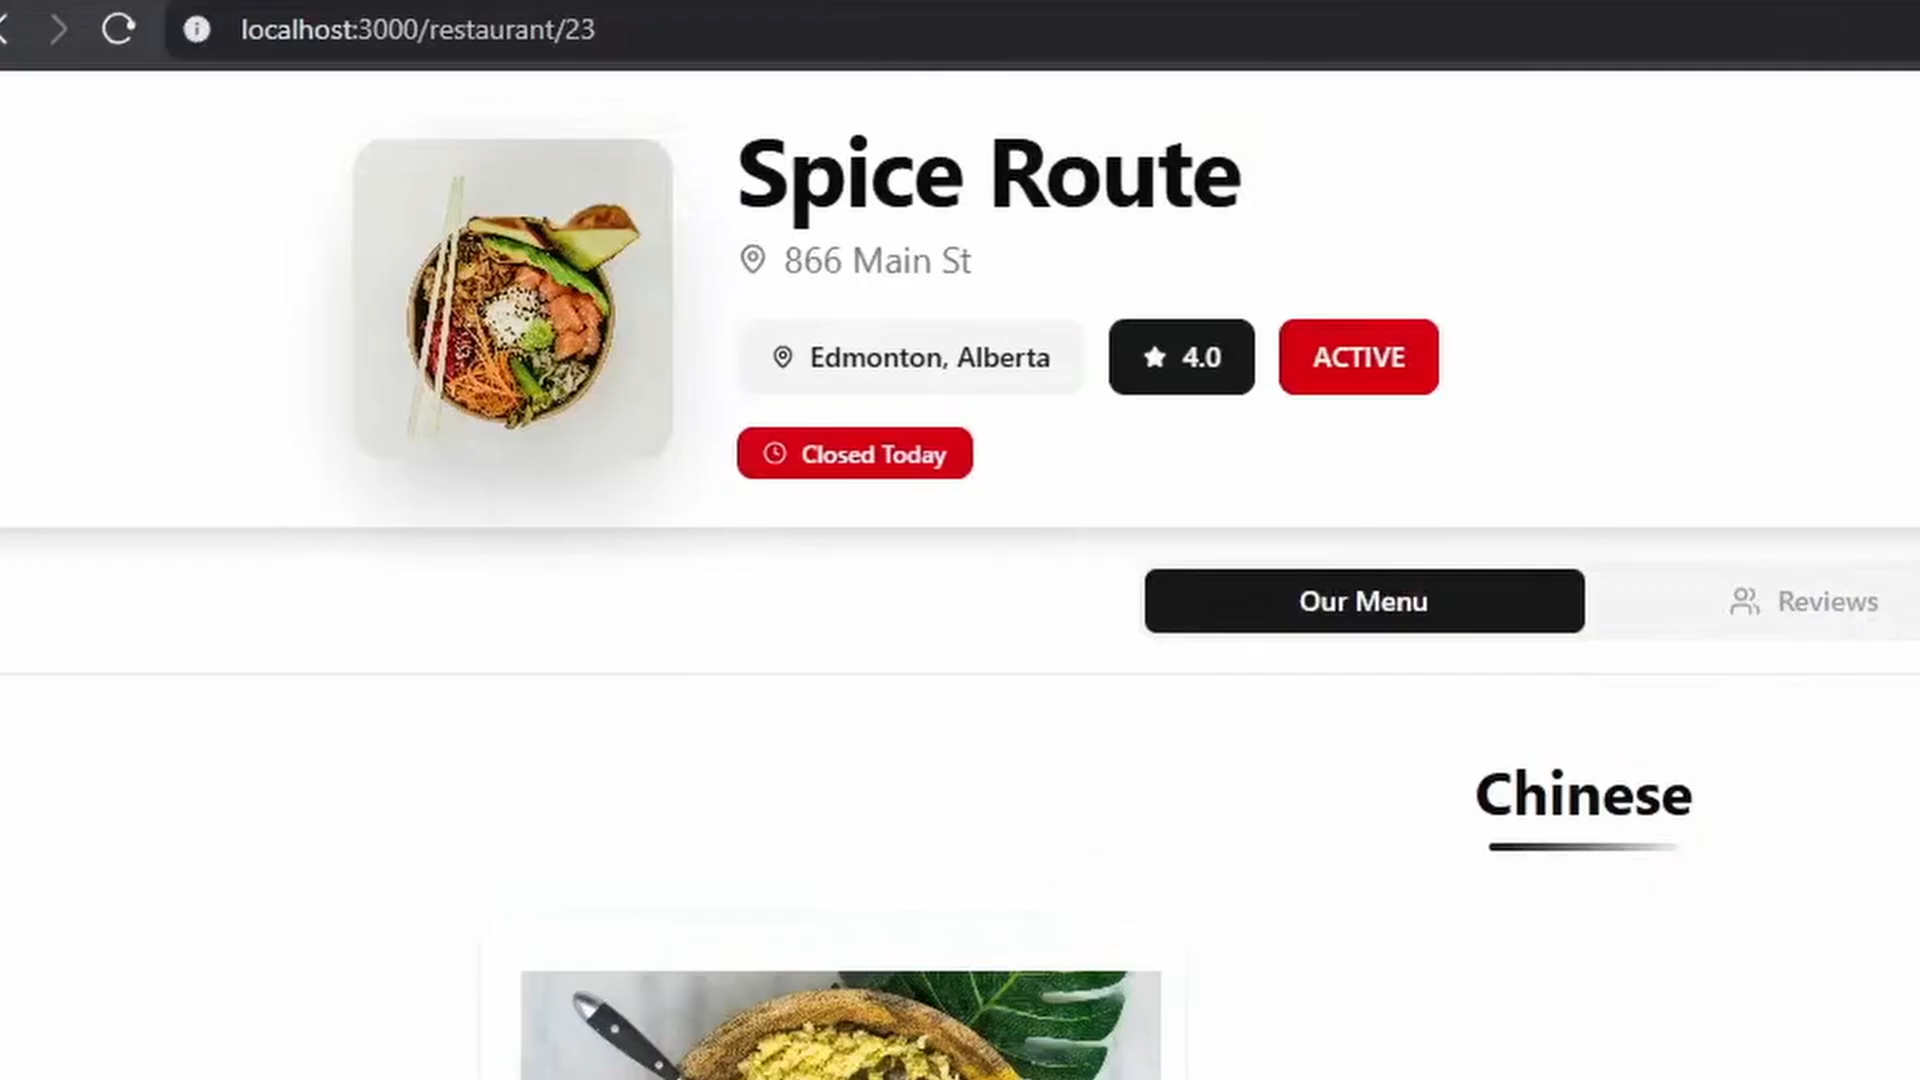 localhost:3000/restaurant/23
Spice Route
866 Main St
Edmonton, Alberta
4.0
ACTIVE
Closed Today
Our Menu
Reviews
Chinese